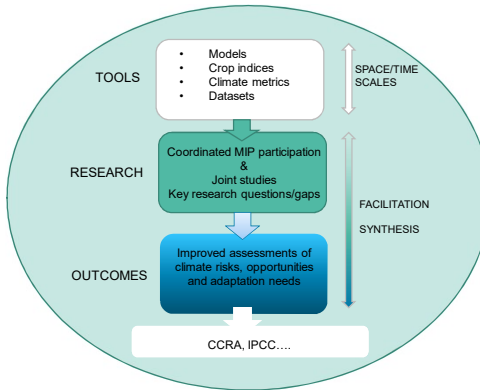 TOOLS
• Models
• Crop indices
• Climate metrics
• Datasets
SPACE/TIME
SCALES
RESEARCH
Coordinated MIP participation
&
Joint studies
Key research questions/gaps
FACILITATION
SYNTHESIS
OUTCOMES
Improved assessments of
climate risks, opportunities
and adaptation needs
CCRA, IPCC….